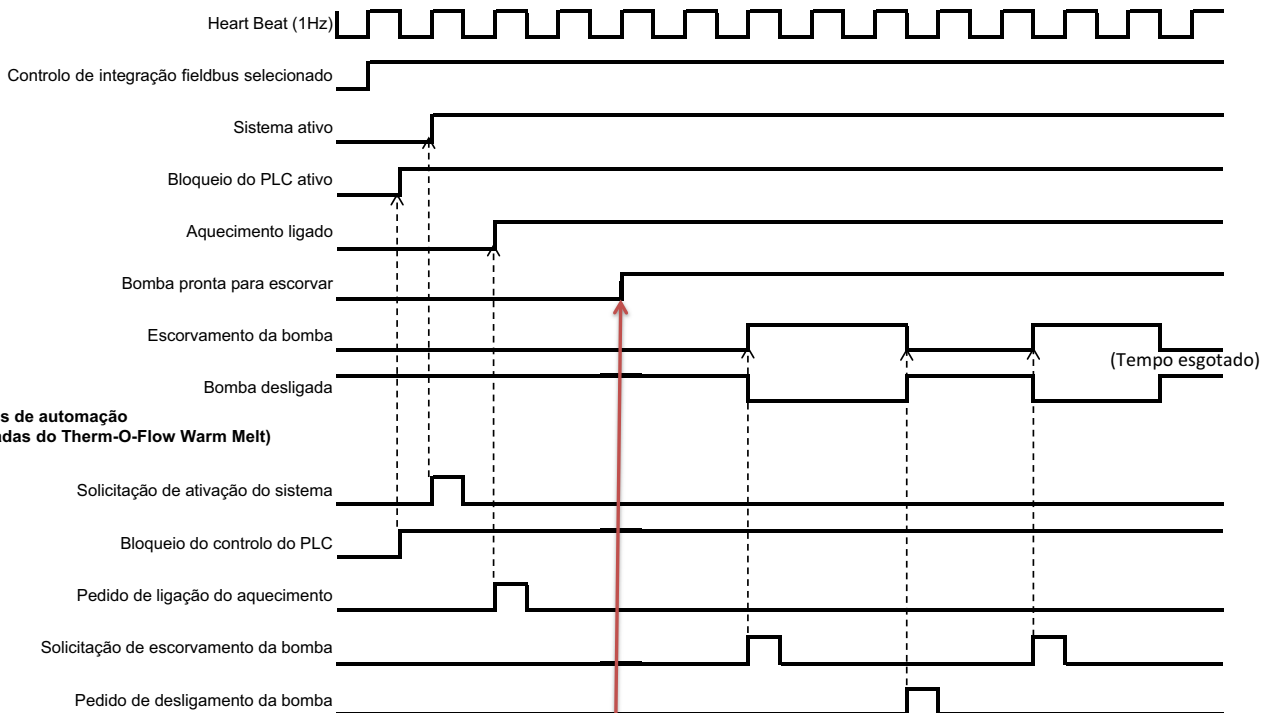 Heart Beat (1Hz)
Controlo de integração fieldbus selecionado
Sistema ativo
Bloqueio do PLC ativo
Aquecimento ligado
Bomba pronta para escorvar
Escorvamento da bomba
(Tempo esgotado)
Bomba desligada
s de automação
das do Therm-O-Flow Warm Melt)
Solicitação de ativação do sistema
Bloqueio do controlo do PLC
Pedido de ligação do aquecimento
Solicitação de escorvamento da bomba
Pedido de desligamento da bomba